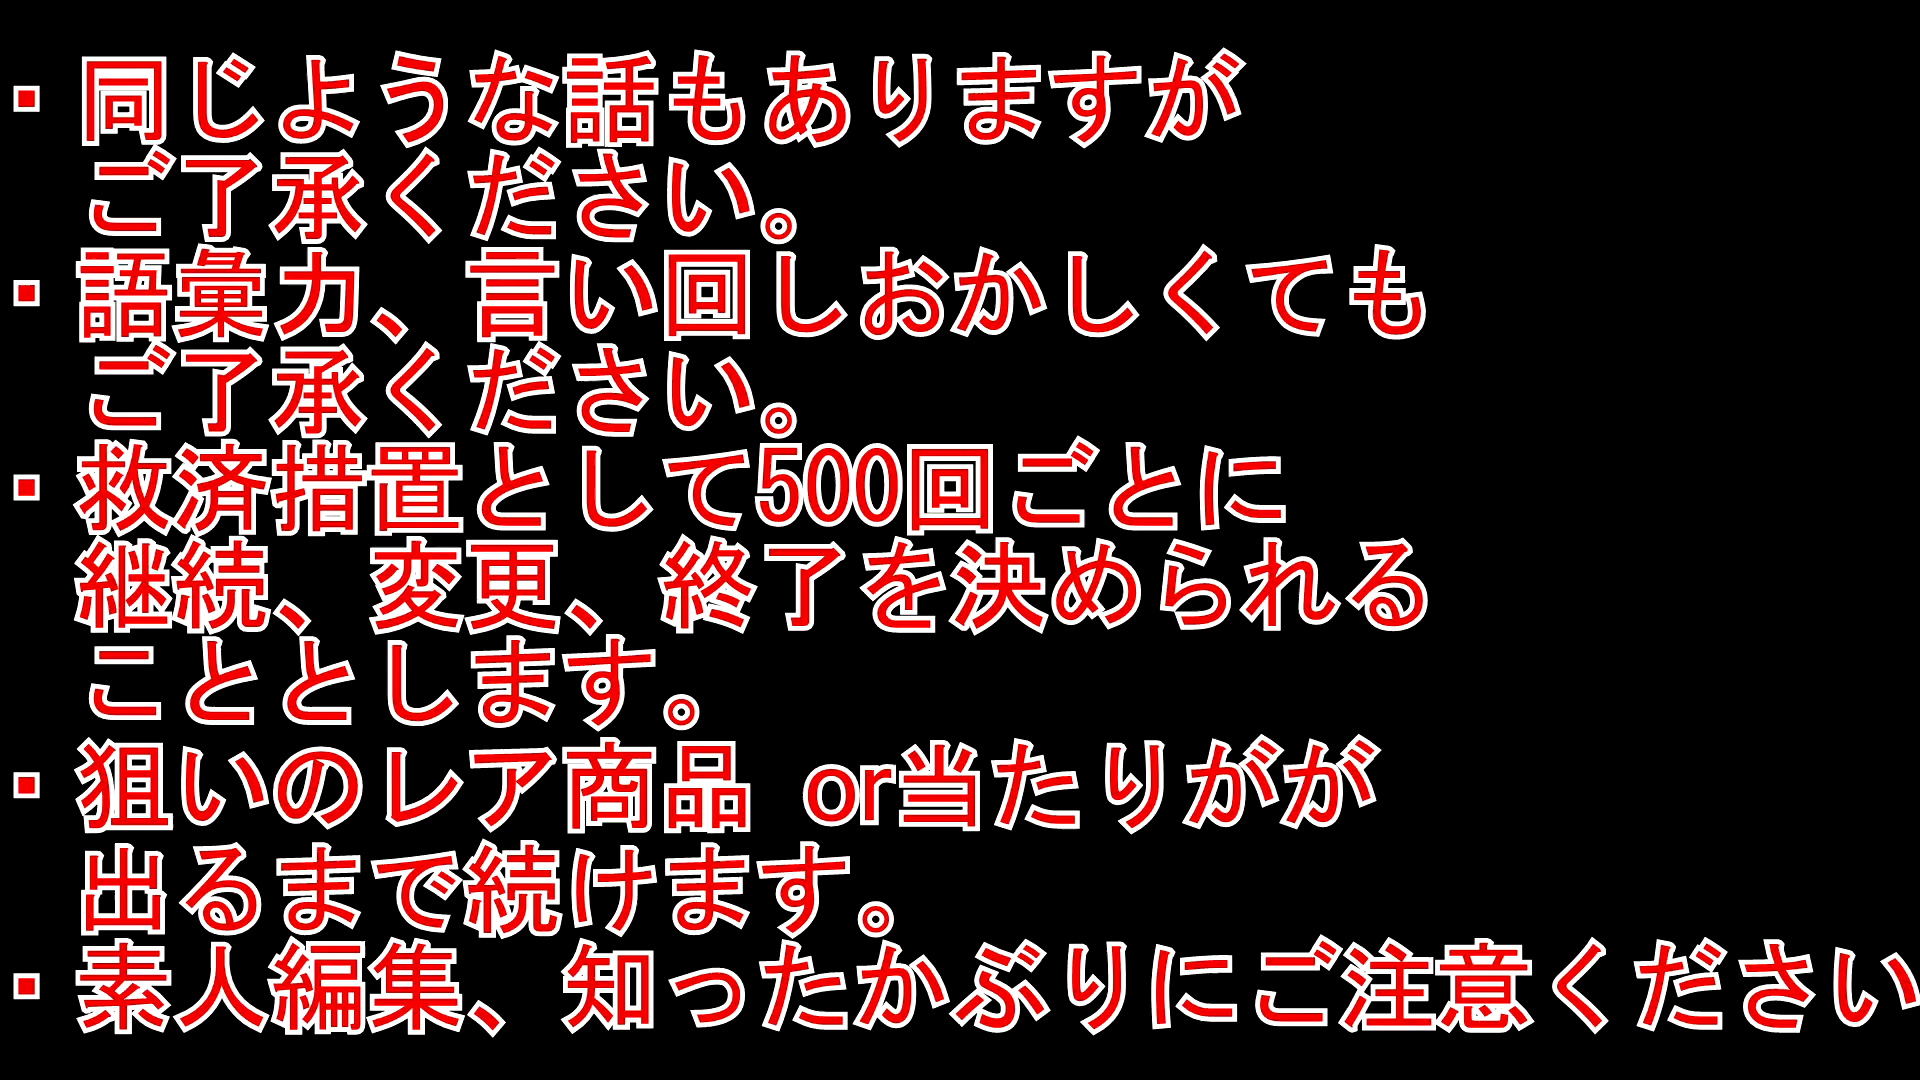 ・同じような話もありますが
ご了承ください。
・語彙力、言い回しおかしくても
ご了承ください。
・救済措置として500回ごとに
継続、変更、終了を決められる
こととします。
・狙いのレア商品 or当たりがが
出るまで続けます。
・素人編集、知ったかぶりにご注意ください